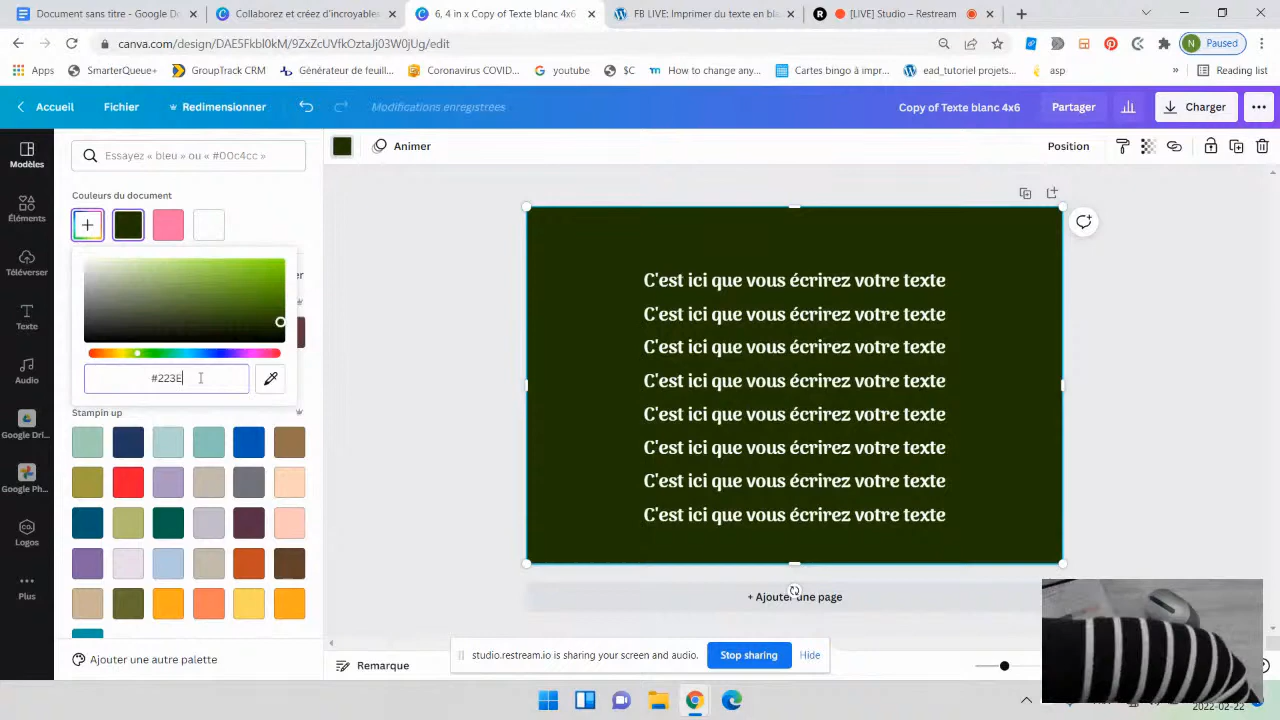 Document sans titre - Goo
Collaborez et créez d'incroyable
6, 4 in x Copy of Texte blanc 4x6
FB LIVE: Imprimer du texte en bl
[LIVE] Studio - Restream
canva.com/design/DAE5FkbI0kM/9ZxZcUVfkOztaJj0GW0jUg/edit
N Paused
Apps
SmarterQueue+
GroupTrack CRM
Générateur de feuill...
Coronavirus COVID...
youtube
$C
How to change any...
Cartes bingo à impr...
ead_tutoriel projets...
asp
»
Reading list
Accueil
Fichier
Redimensionner
Modifications enregistrées
Copy of Texte blanc 4x6
Partager
Charger
Modèles
Éléments
Téléverser
Texte
Audio
Google Dri...
Google Ph...
Logos
Plus
Essayez « bleu » ou « #00c4cc »
Animer
Position
Couleurs du document
er
#223E
Stampin up
Ajouter une autre palette
C'est ici que vous écrirez votre texte
C'est ici que vous écrirez votre texte
C'est ici que vous écrirez votre texte
C'est ici que vous écrirez votre texte
C'est ici que vous écrirez votre texte
C'est ici que vous écrirez votre texte
C'est ici que vous écrirez votre texte
C'est ici que vous écrirez votre texte
+ Ajouter une page
restream.io
studio.restream.io is sharing your screen and audio.
Stop sharing
Hide
Remarque
2022-02-22